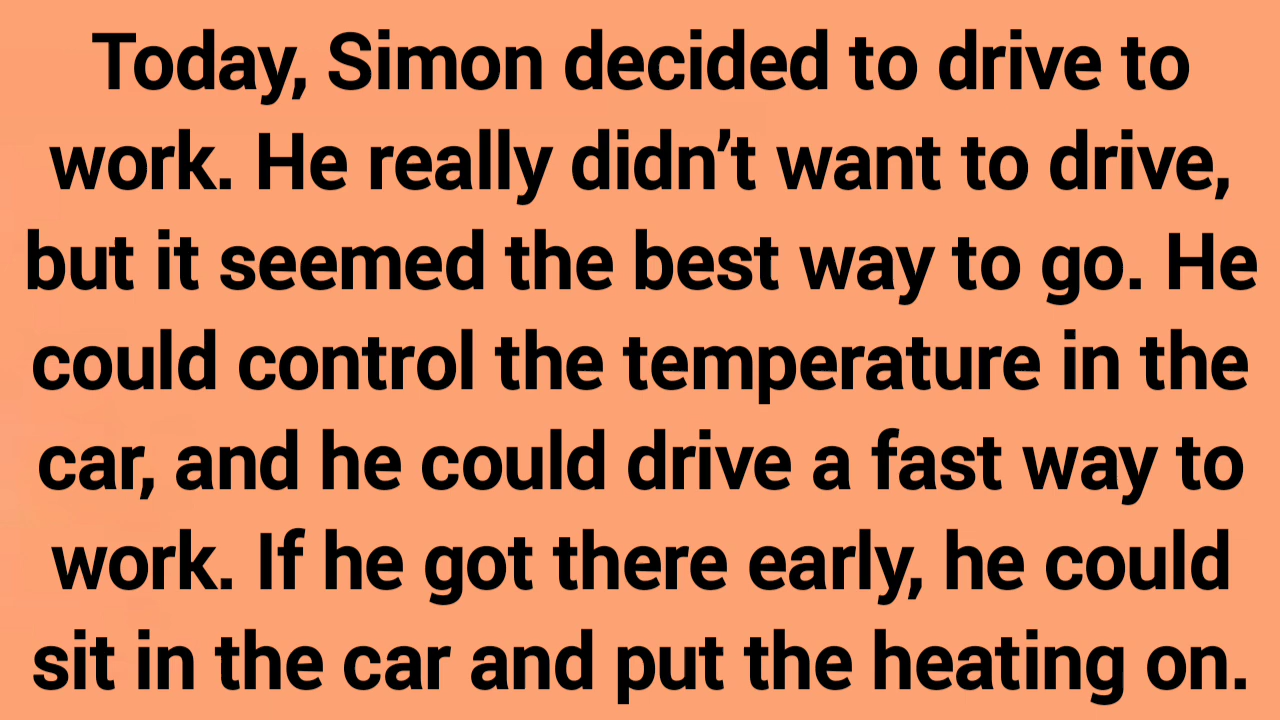 Today, Simon decided to drive to
work. He really didn’t want to drive,
but it seemed the best way to go. He
could control the temperature in the
car, and he could drive a fast way to
work. If he got there early, he could
sit in the car and put the heating on.